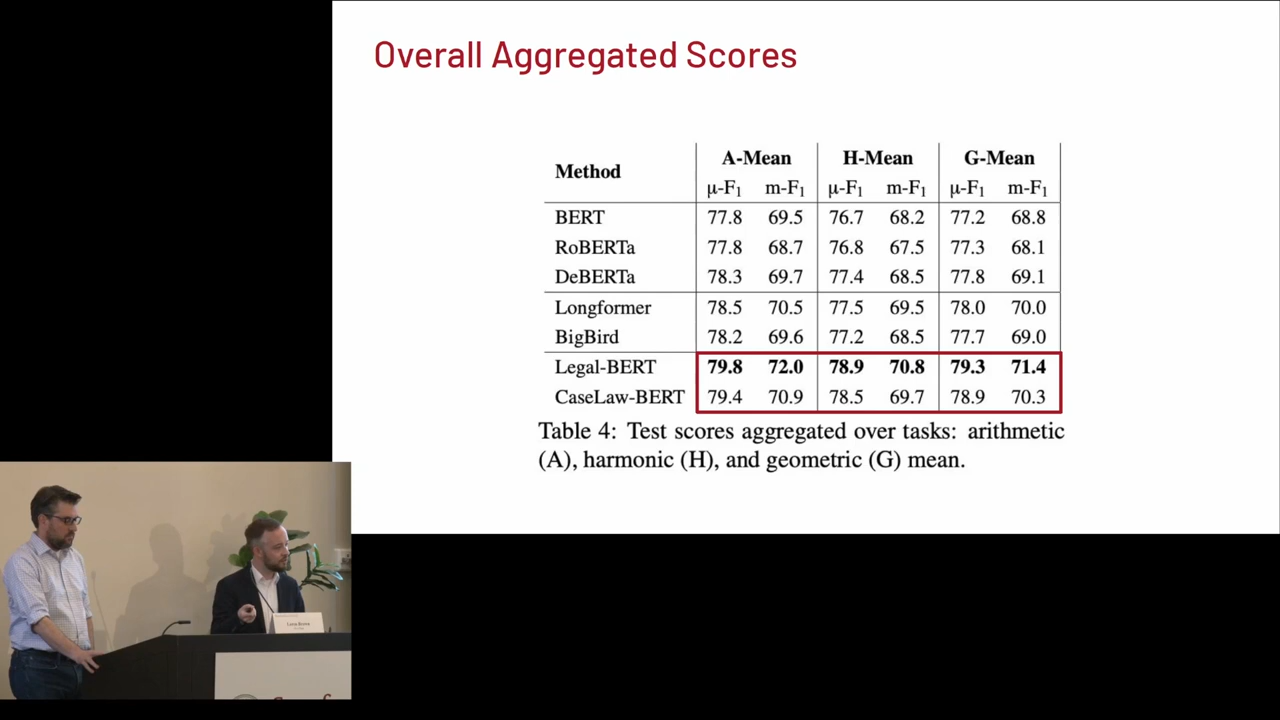 Overall Aggregated Scores
Method A-Mean H-Mean G-Mean
μ-F1 m-F1 μ-F1 m-F1 μ-F1 m-F1
BERT 77.8 69.5 76.7 68.2 77.2 68.8
RoBERTa 77.8 68.7 76.8 67.5 77.3 68.1
DeBERTa 78.3 69.7 77.4 68.5 77.8 69.1
Longformer 78.5 70.5 77.5 69.5 78.0 70.0
BigBird 78.2 69.6 77.2 68.5 77.7 69.0
Legal-BERT 79.8 72.0 78.9 70.8 79.3 71.4
CaseLaw-BERT 79.4 70.9 78.5 69.7 78.9 70.3
Table 4: Test scores aggregated over tasks: arithmetic
(A), harmonic (H), and geometric (G) mean.